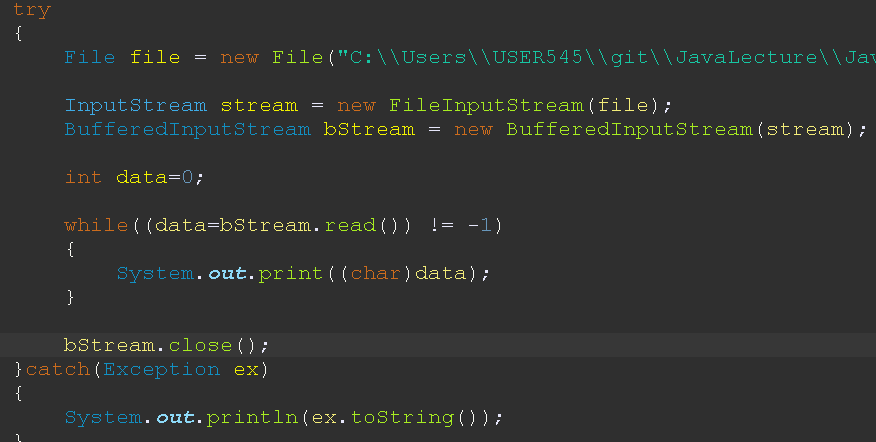 try
{
File file = new File("C:\\Users\\USER545\\git\\JavaLecture\\Jav
InputStream stream = new FileInputStream(file);
BufferedInputStream bStream = new BufferedInputStream(stream);
int data=0;
while((data=bStream.read()) != -1)
{
System.out.print((char)data);
}
bStream.close();
}catch(Exception ex)
{
System.out.println(ex.toString());
}